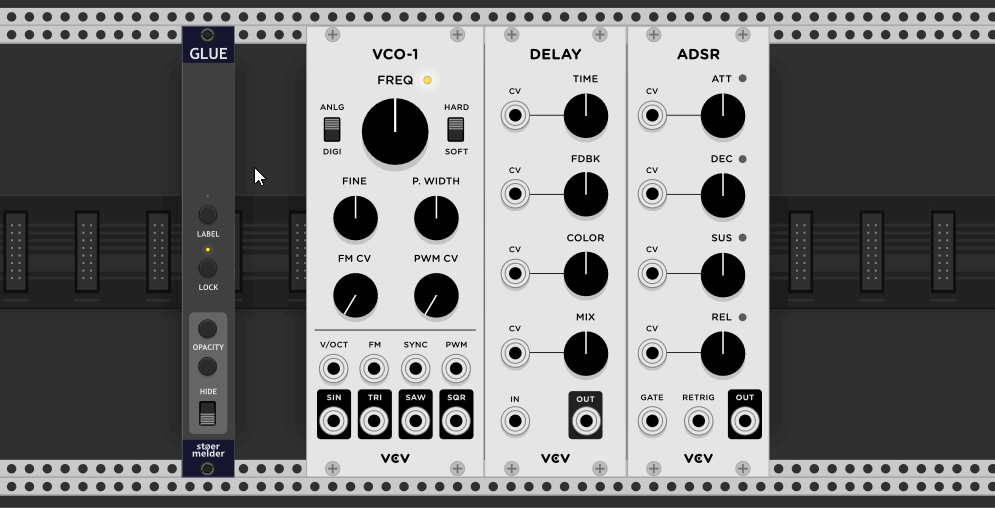 GLUE
LABEL
LOCK
OPACITY
HIDE
støer
melder
VCO-1
FREQ
ANLG
HARD
DIGI
SOFT
FINE
P. WIDTH
FM CV
PWM CV
V/OCT FM SYNC PWM
SIN TRI SAW SQR
VCV
DELAY
TIME
CV
FDBK
CV
COLOR
CV
MIX
CV
IN
OUT
VCV
ADSR
ATT
CV
DEC
CV
SUS
CV
REL
CV
GATE RETRIG OUT
VCV